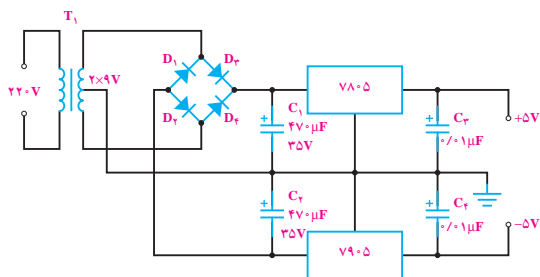 T۱
۲۲۰V
۲×۹V
D۱
D۳
D۲
D۴
۷۸۰۵
C۱
۴۷۰µF
۳۵V
C۳
۰/۰۱µF
+۵V
C۲
۴۷۰µF
۳۵V
C۴
۰/۰۱µF
−۵V
۷۹۰۵